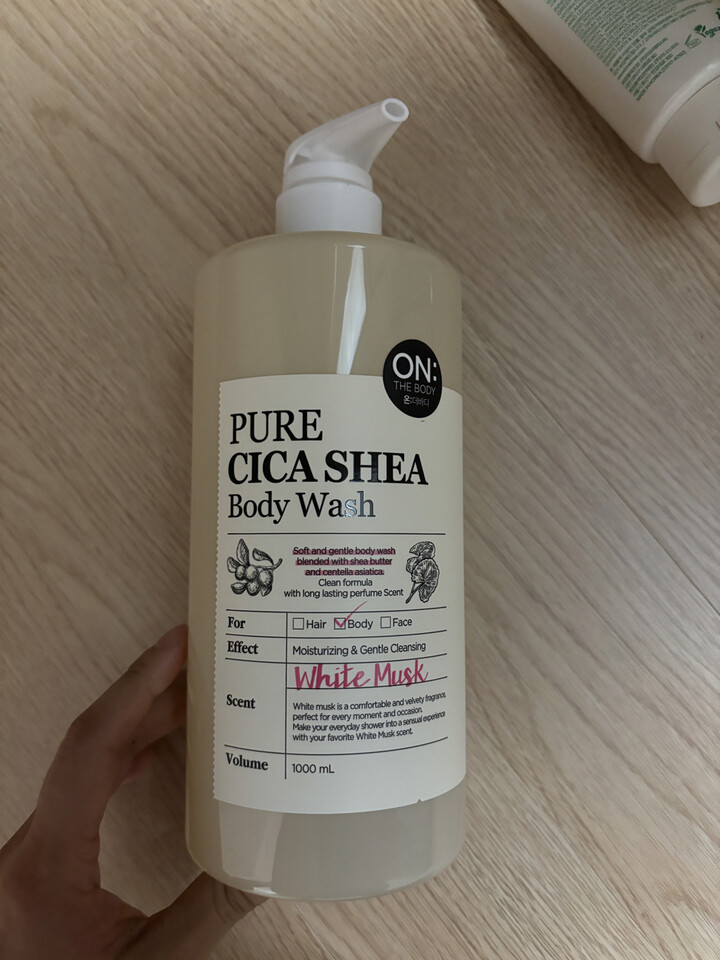 ON:
THE BODY
온더바디
PURE
CICA SHEA
Body Wash
Soft and gentle body wash
blended with shea butter
and centella asiatica.
Clean formula
with long lasting perfume Scent
For
Hair Body Face
Effect
Moisturizing & Gentle Cleansing
Scent
White Musk
White musk is a comfortable and velvety fragrance,
perfect for every moment and occasion.
Make your everyday shower into a sensual experience
with your favorite White Musk scent.
Volume
1000 mL